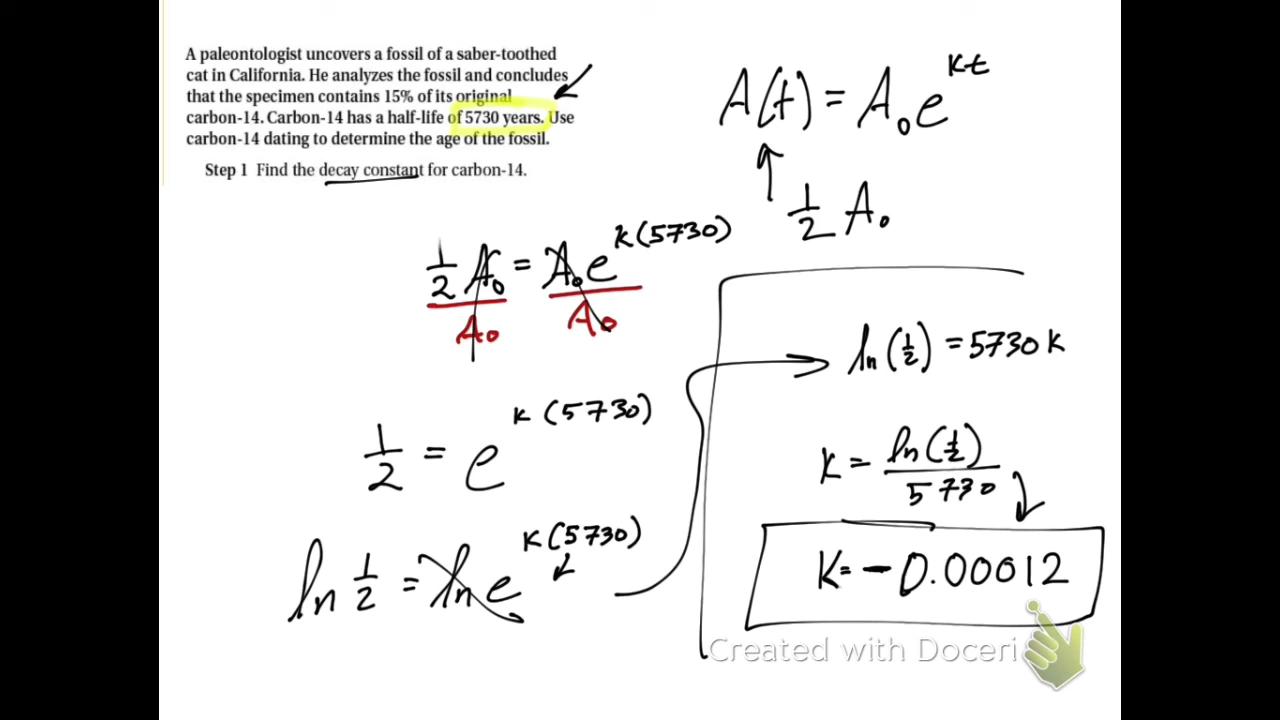 A paleontologist uncovers a fossil of a saber-toothed
cat in California. He analyzes the fossil and concludes
that the specimen contains 15% of its original
carbon-14. Carbon-14 has a half-life of 5730 years. Use
carbon-14 dating to determine the age of the fossil.
Step 1 Find the decay constant for carbon-14.
A(t) = A₀e^{kt}
½ A₀
½ A₀ = A₀e^{k(5730)}
A₀ A₀
½ = e^{k(5730)}
ln ½ = ln e^{k(5730)}
ln(½) = 5730 k
k = ln(½)/5730
K = -0.00012
Created with Doceri